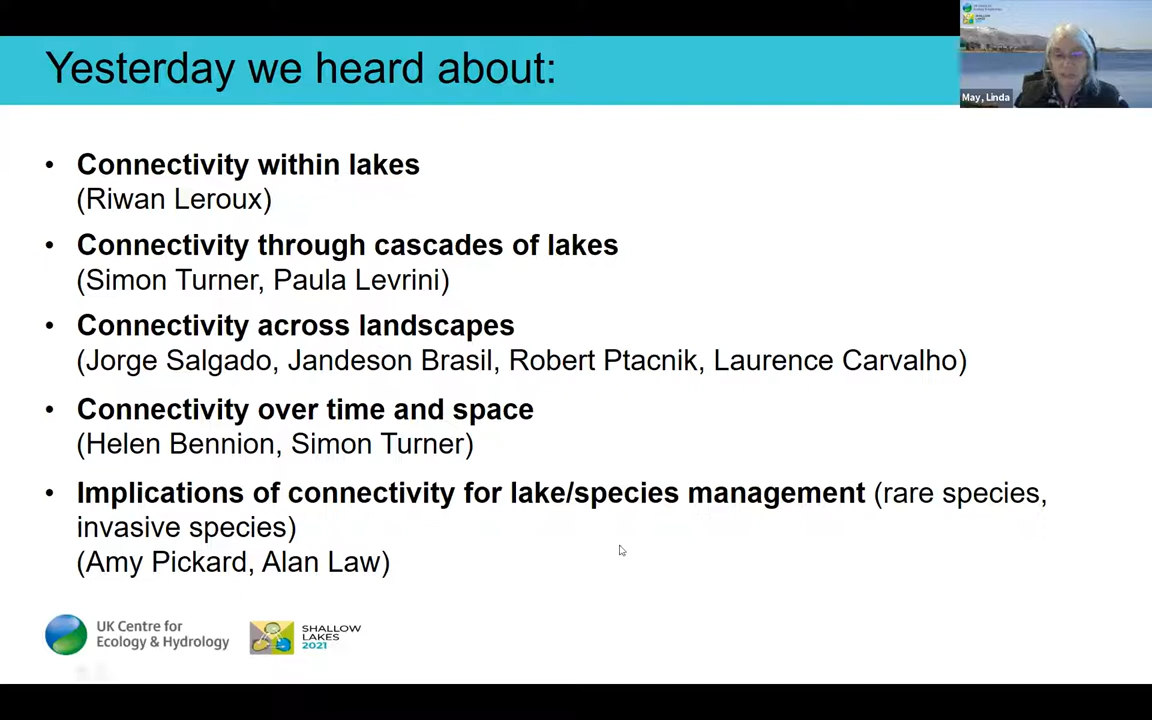 Yesterday we heard about:
May, Linda
• Connectivity within lakes
(Riwan Leroux)
• Connectivity through cascades of lakes
(Simon Turner, Paula Levrini)
• Connectivity across landscapes
(Jorge Salgado, Jandeson Brasil, Robert Ptacnik, Laurence Carvalho)
• Connectivity over time and space
(Helen Bennion, Simon Turner)
• Implications of connectivity for lake/species management (rare species,
invasive species)
(Amy Pickard, Alan Law)
UK Centre for
Ecology & Hydrology
SHALLOW
LAKES
2021